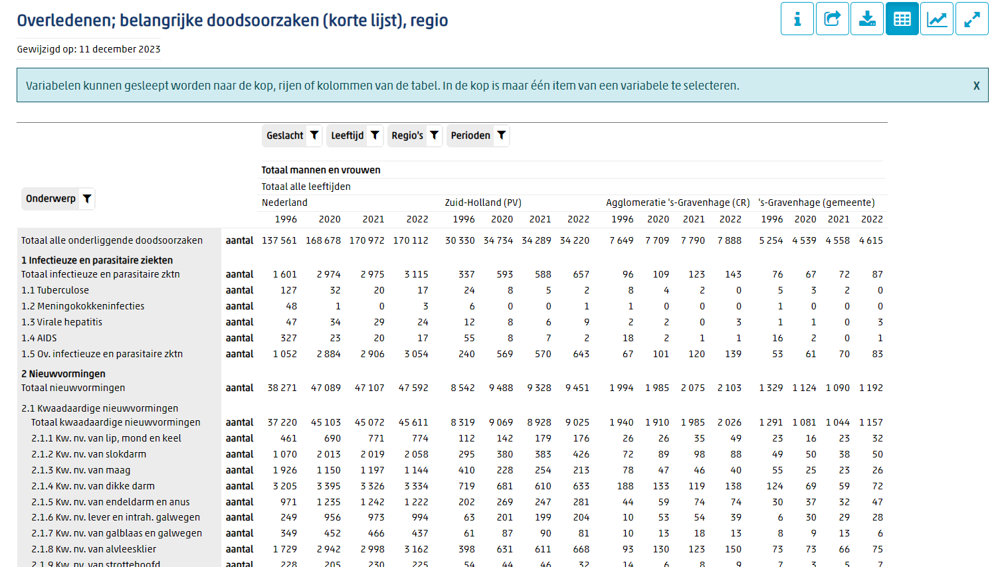 Overledenen; belangrijke doodsoorzaken (korte lijst), regio
Gewijzigd op: 11 december 2023
Variabelen kunnen gesleept worden naar de kop, rijen of kolommen van de tabel. In de kop is maar één item van een variabele te selecteren. X
Geslacht Leeftijd Regio's Perioden
Totaal mannen en vrouwen
Totaal alle leeftijden
Onderwerp
Nederland Zuid-Holland (PV) Agglomeratie 's-Gravenhage (CR) 's-Gravenhage (gemeente)
1996 2020 2021 2022 1996 2020 2021 2022 1996 2020 2021 2022 1996 2020 2021 2022
Totaal alle onderliggende doodsoorzaken aantal 137 561 168 678 170 972 170 112 30 330 34 734 34 289 34 220 7 649 7 709 7 790 7 888 5 254 4 539 4 558 4 615
1 Infectieuze en parasitaire ziekten
Totaal infectieuze en parasitaire zktn aantal 1 601 2 974 2 975 3 115 337 593 588 657 96 109 123 143 76 67 72 87
1.1 Tuberculose aantal 127 32 20 17 24 8 5 2 8 4 2 0 5 3 2 0
1.2 Meningokokkeninfecties aantal 48 1 0 3 6 0 0 1 1 0 0 0 1 0 0 0
1.3 Virale hepatitis aantal 47 34 29 24 12 8 6 9 2 2 0 3 1 1 0 3
1.4 AIDS aantal 327 23 20 17 55 8 7 2 18 2 1 1 16 2 0 1
1.5 Ov. infectieuze en parasitaire zktn aantal 1 052 2 884 2 906 3 054 240 569 570 643 67 101 120 139 53 61 70 83
2 Nieuwvormingen
Totaal nieuwvormingen aantal 38 271 47 089 47 107 47 592 8 542 9 488 9 328 9 451 1 994 1 985 2 075 2 103 1 329 1 124 1 090 1 192
2.1 Kwaadaardige nieuwvormingen
Totaal kwaadaardige nieuwvormingen aantal 37 220 45 103 45 072 45 611 8 319 9 069 8 928 9 025 1 940 1 910 1 985 2 026 1 291 1 081 1 044 1 157
2.1.1 Kw. nv. van lip, mond en keel aantal 461 690 771 774 112 142 179 176 26 26 35 49 23 16 23 32
2.1.2 Kw. nv. van slokdarm aantal 1 070 2 013 2 019 2 058 295 380 383 426 72 89 98 88 49 50 38 50
2.1.3 Kw. nv. van maag aantal 1 926 1 150 1 197 1 144 410 228 254 213 78 47 46 40 55 25 23 26
2.1.4 Kw. nv. van dikke darm aantal 3 205 3 395 3 326 3 334 719 681 610 633 188 133 119 138 124 69 59 72
2.1.5 Kw. nv. van endeldarm en anus aantal 971 1 235 1 242 1 222 202 269 247 281 44 59 74 74 30 37 32 47
2.1.6 Kw. nv. lever en intrah. galwegen aantal 249 956 973 994 63 201 199 204 10 53 54 39 6 30 29 28
2.1.7 Kw. nv. van galblaas en galwegen aantal 349 452 466 437 61 87 90 81 10 13 18 13 8 9 13 6
2.1.8 Kw. nv. van alvleesklier aantal 1 729 2 942 2 998 3 162 398 631 611 668 93 130 123 150 73 73 66 75
2.1.9 Kw. nv. van strottehoofd aantal 228 205 230 225 54 44 46 32 14 6 8 9 7 3 5 7